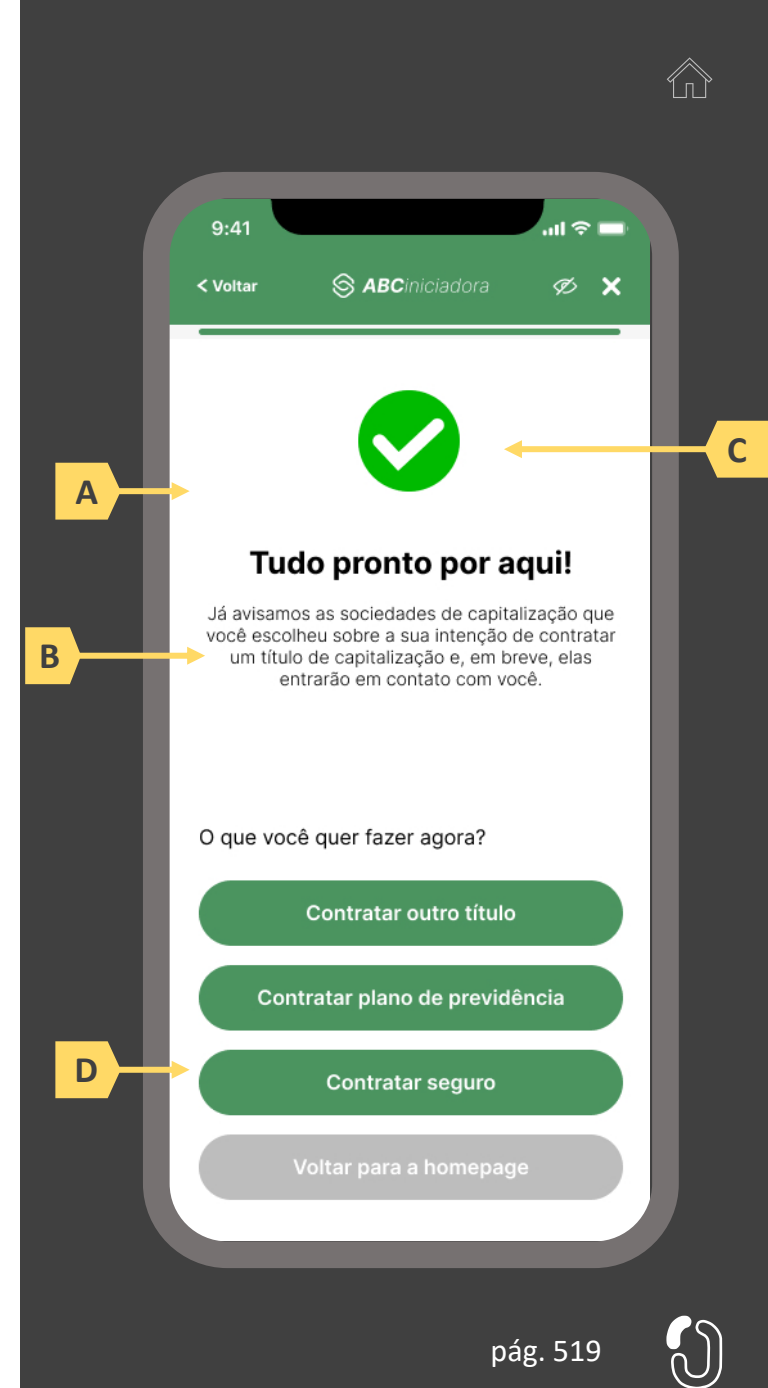 9:41
Voltar
ABCiniciadora
C
A
Tudo pronto por aqui!
Já avisamos as sociedades de capitalização que
você escolheu sobre a sua intenção de contratar
B
um título de capitalização e, em breve, elas
entrarão em contato com você.
O que você quer fazer agora?
Contratar outro título
Contratar plano de previdência
D
Contratar seguro
Voltar para a homepage
pág. 519